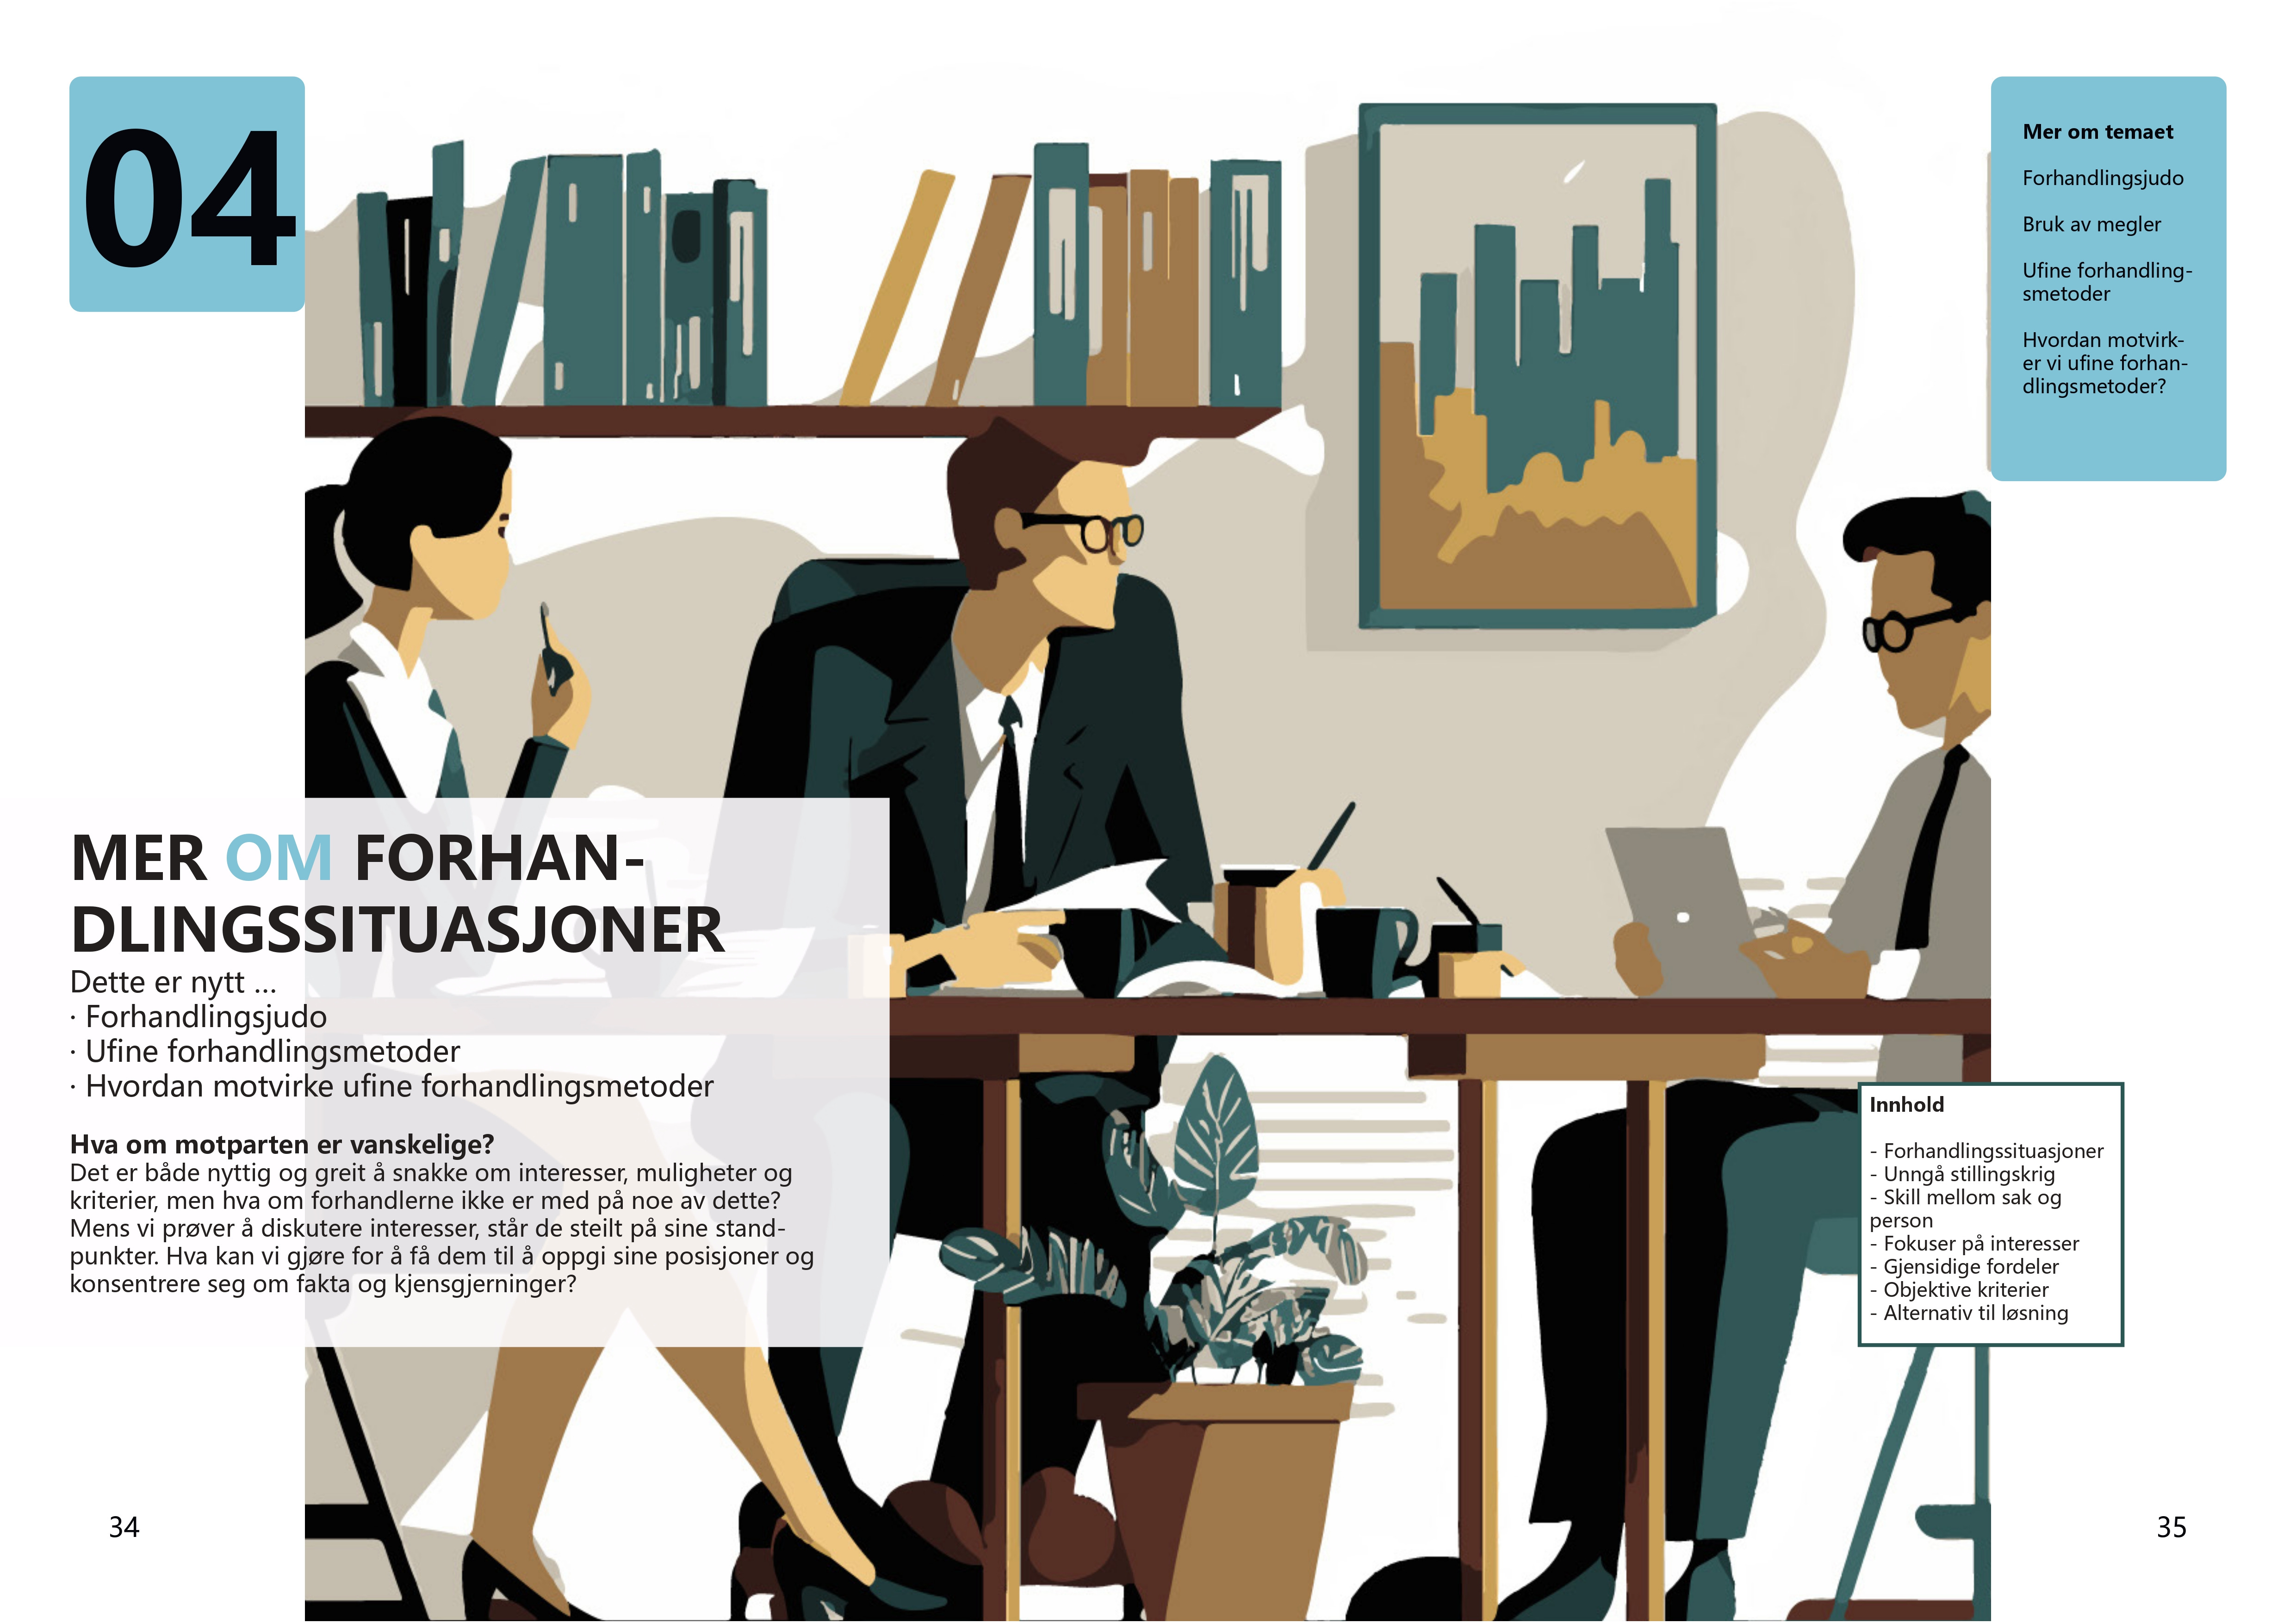 04
MER OM FORHAN-
DLINGSSITUASJONER
Dette er nytt ...
· Forhandlingsjudo
· Ufine forhandlingsmetoder
· Hvordan motvirke ufine forhandlingsmetoder
Hva om motparten er vanskelige?
Det er både nyttig og greit å snakke om interesser, muligheter og
kriterier, men hva om forhandlerne ikke er med på noe av dette?
Mens vi prøver å diskutere interesser, står de steilt på sine stand-
punkter. Hva kan vi gjøre for å få dem til å oppgi sine posisjoner og
konsentrere seg om fakta og kjensgjerninger?
34
Mer om temaet
Forhandlingsjudo
Bruk av megler
Ufine forhandling-
smetoder
Hvordan motvirk-
er vi ufine forhan-
dlingsmetoder?
Innhold
- Forhandlingssituasjoner
- Unngå stillingskrig
- Skill mellom sak og
person
- Fokuser på interesser
- Gjensidige fordeler
- Objektive kriterier
- Alternativ til løsning
35